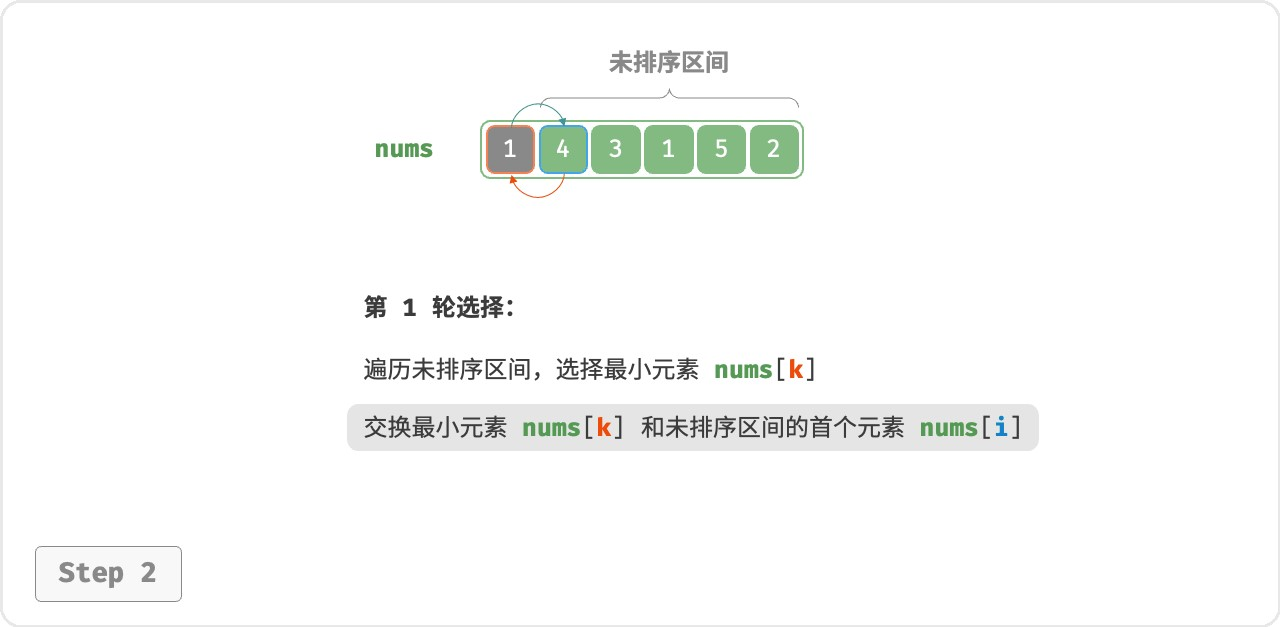 未排序区间
nums 1 4 3 1 5 2
第 1 轮选择：
遍历未排序区间，选择最小元素 nums[k]
交换最小元素 nums[k] 和未排序区间的首个元素 nums[i]
Step 2